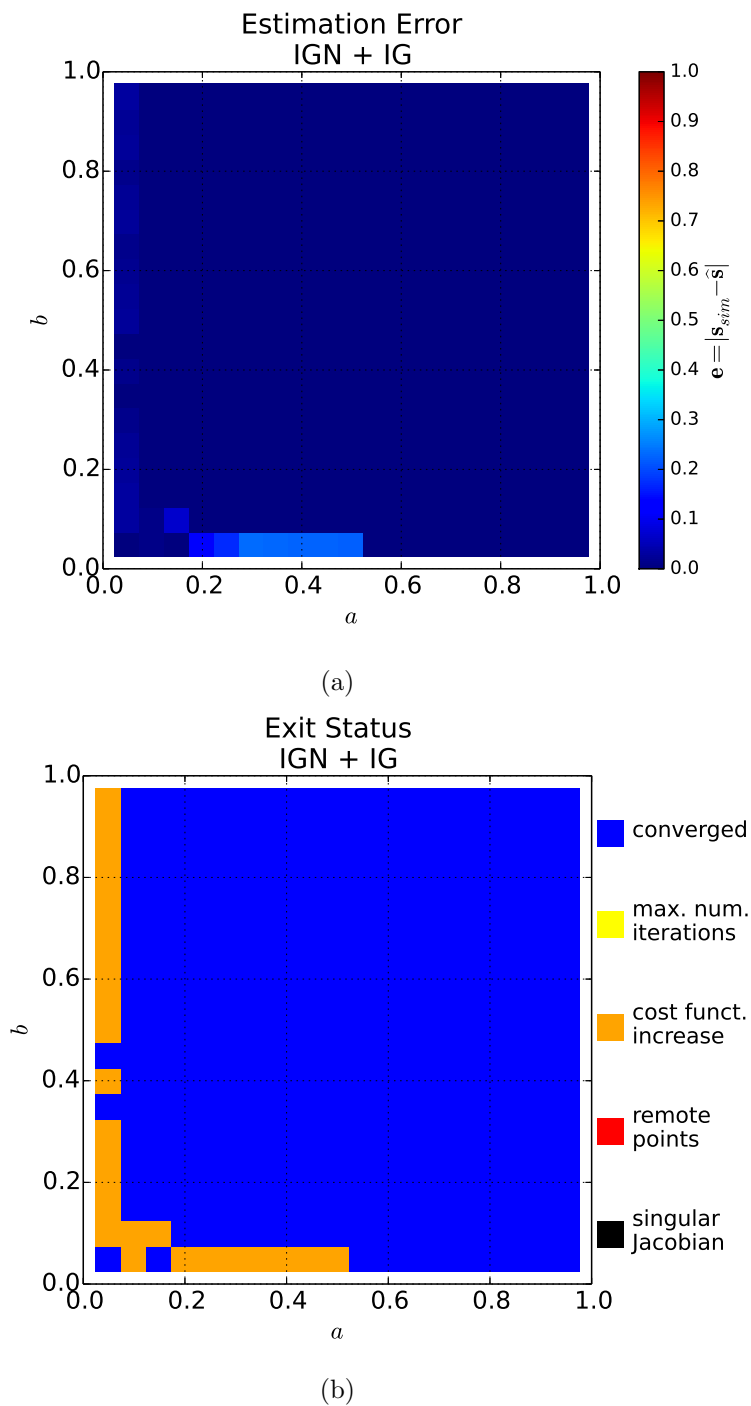 Estimation Error
IGN + IG
1.0
0.8
0.6
0.4
0.2
0.0
b
0.0 0.2 0.4 0.6 0.8 1.0
a
1.0
0.9
0.8
0.7
0.6
0.5
0.4
0.3
0.2
0.1
0.0
e=|s_sim−ŝ|
(a)
Exit Status
IGN + IG
1.0
0.8
0.6
0.4
0.2
0.0
b
0.0 0.2 0.4 0.6 0.8 1.0
a
converged
max. num.
iterations
cost funct.
increase
remote
points
singular
Jacobian
(b)